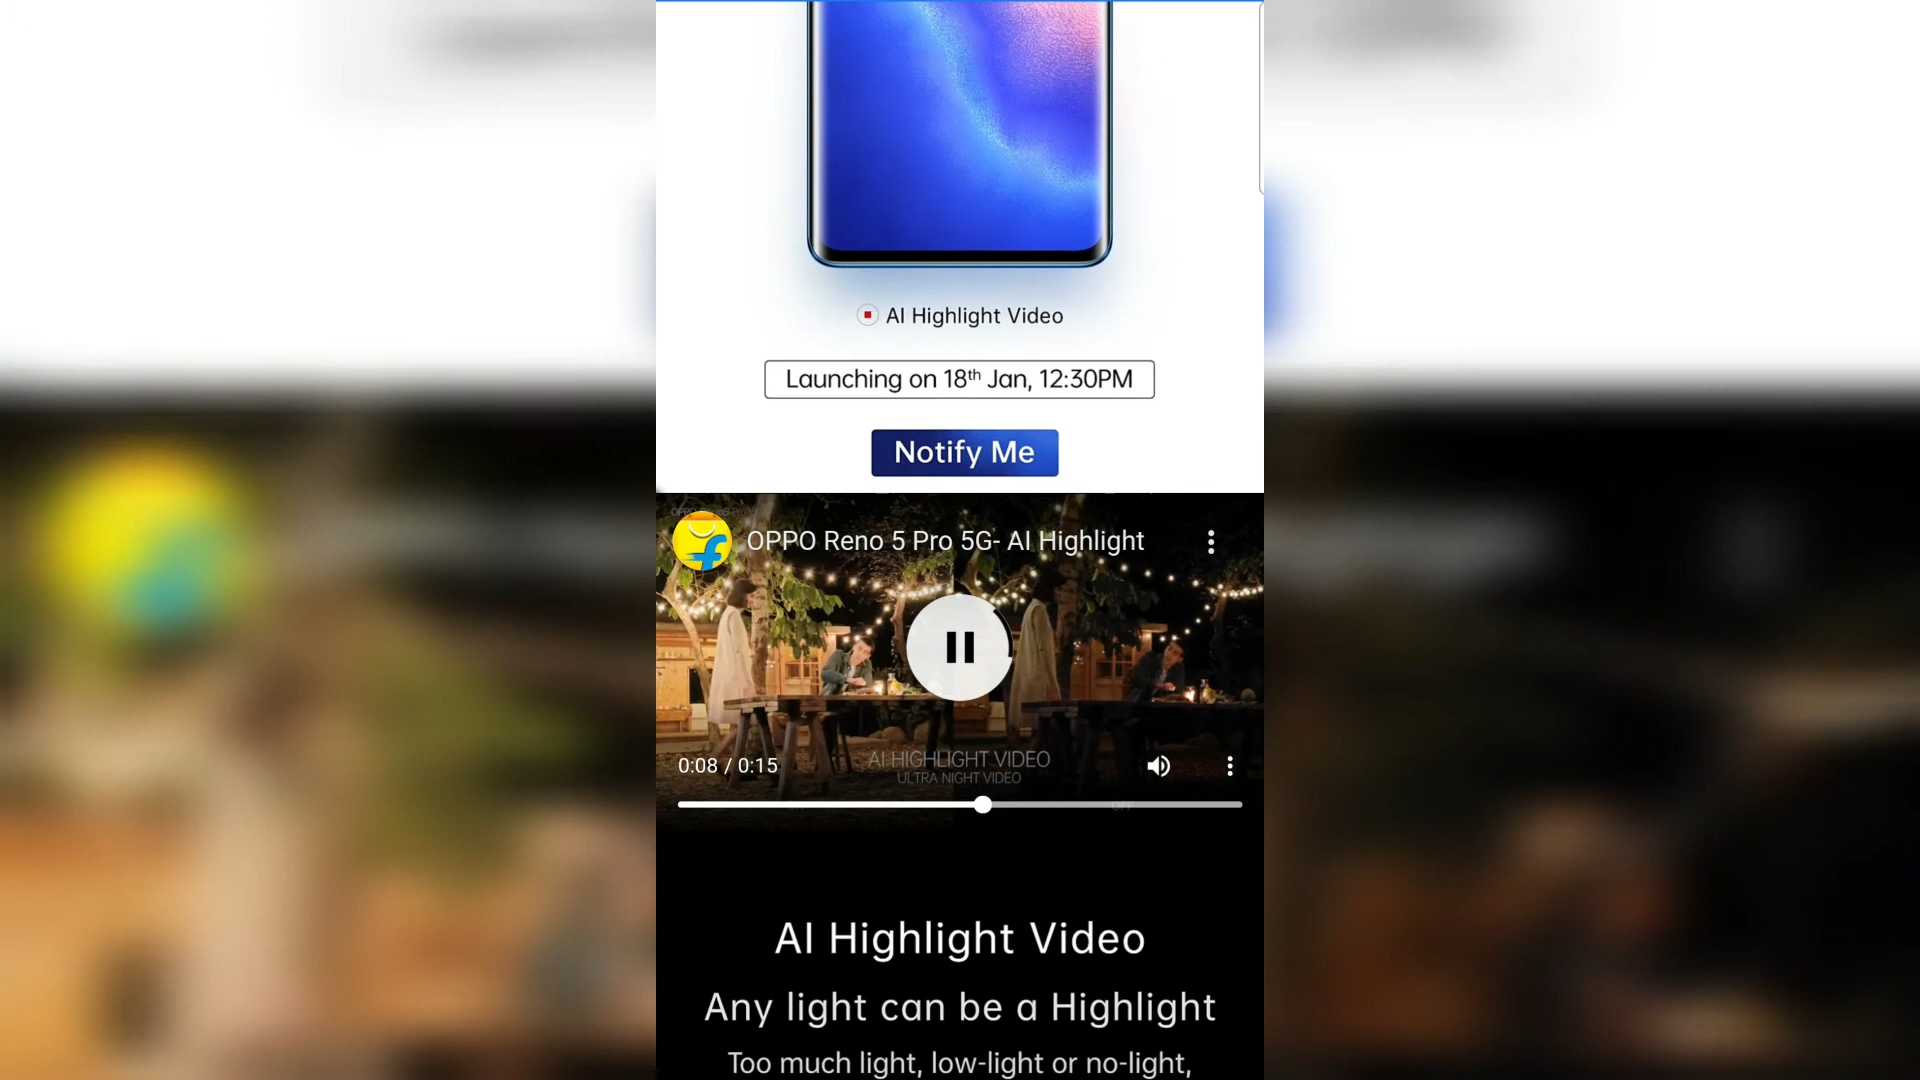 AI Highlight Video
Launching on 18th Jan, 12:30PM
Notify Me
OPPO Reno 5 Pro 5G- AI Highlight
AI HIGHLIGHT VIDEO
ULTRA NIGHT VIDEO
0:08 / 0:15
OFF
AI Highlight Video
Any light can be a Highlight
Too much light, low-light or no-light,